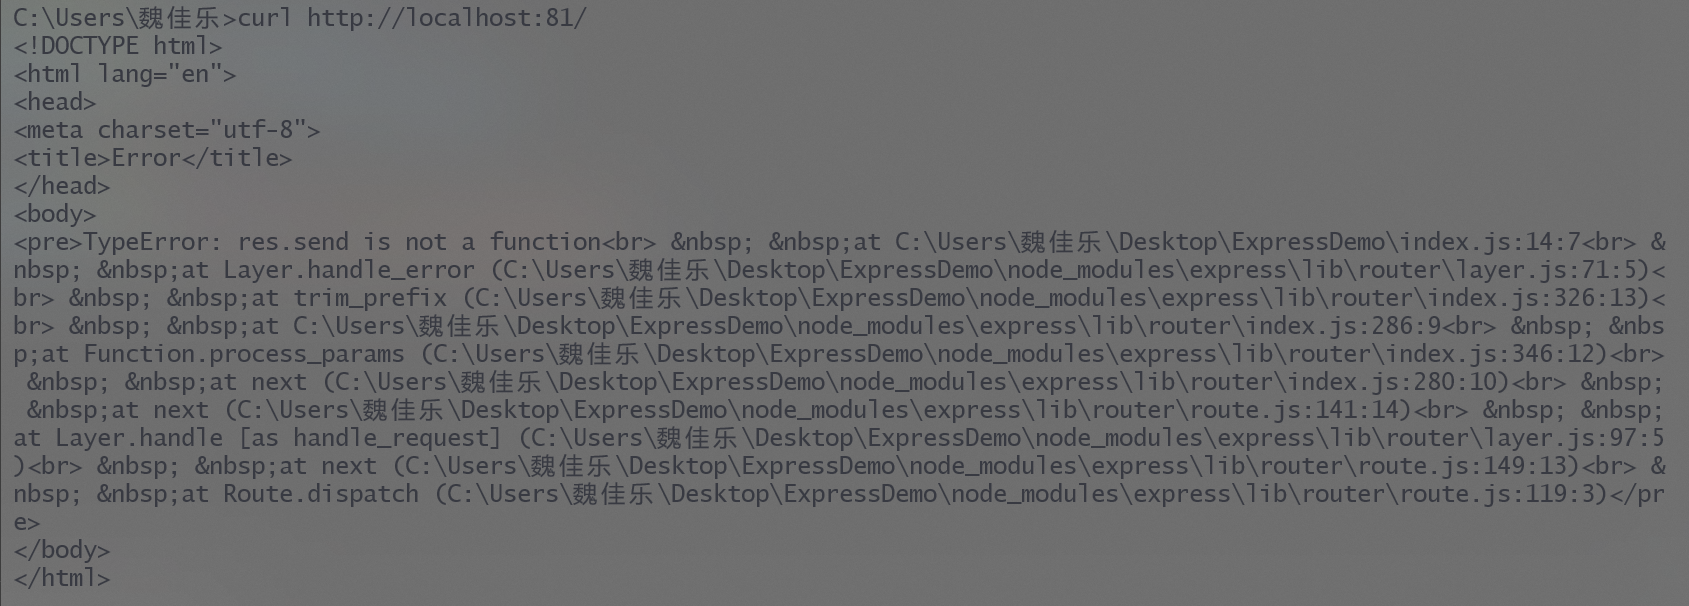 C:\Users\魏佳乐>curl http://localhost:81/
<!DOCTYPE html>
<html lang="en">
<head>
<meta charset="utf-8">
<title>Error</title>
</head>
<body>
<pre>TypeError: res.send is not a function<br> &nbsp; &nbsp;at C:\Users\魏佳乐\Desktop\ExpressDemo\index.js:14:7<br> &
nbsp; &nbsp;at Layer.handle_error (C:\Users\魏佳乐\Desktop\ExpressDemo\node_modules\express\lib\router\layer.js:71:5)<
br> &nbsp; &nbsp;at trim_prefix (C:\Users\魏佳乐\Desktop\ExpressDemo\node_modules\express\lib\router\index.js:326:13)<
br> &nbsp; &nbsp;at C:\Users\魏佳乐\Desktop\ExpressDemo\node_modules\express\lib\router\index.js:286:9<br> &nbsp; &nbs
p;at Function.process_params (C:\Users\魏佳乐\Desktop\ExpressDemo\node_modules\express\lib\router\index.js:346:12)<br>
 &nbsp; &nbsp;at next (C:\Users\魏佳乐\Desktop\ExpressDemo\node_modules\express\lib\router\index.js:280:10)<br> &nbsp;
 &nbsp;at next (C:\Users\魏佳乐\Desktop\ExpressDemo\node_modules\express\lib\router\route.js:141:14)<br> &nbsp; &nbsp;
at Layer.handle [as handle_request] (C:\Users\魏佳乐\Desktop\ExpressDemo\node_modules\express\lib\router\layer.js:97:5
)<br> &nbsp; &nbsp;at next (C:\Users\魏佳乐\Desktop\ExpressDemo\node_modules\express\lib\router\route.js:149:13)<br> &
nbsp; &nbsp;at Route.dispatch (C:\Users\魏佳乐\Desktop\ExpressDemo\node_modules\express\lib\router\route.js:119:3)</pr
e>
</body>
</html>